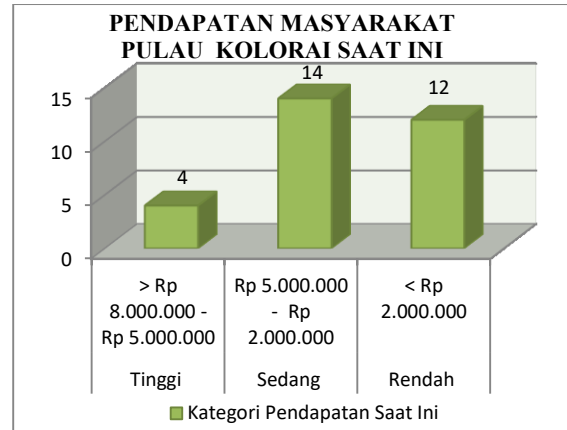 PENDAPATAN MASYARAKAT
PULAU KOLORAI SAAT INI
15
10
5
0
4
14
12
> Rp
8.000.000 -
Rp 5.000.000
Rp 5.000.000
- Rp
2.000.000
< Rp
2.000.000
Tinggi
Sedang
Rendah
Kategori Pendapatan Saat Ini